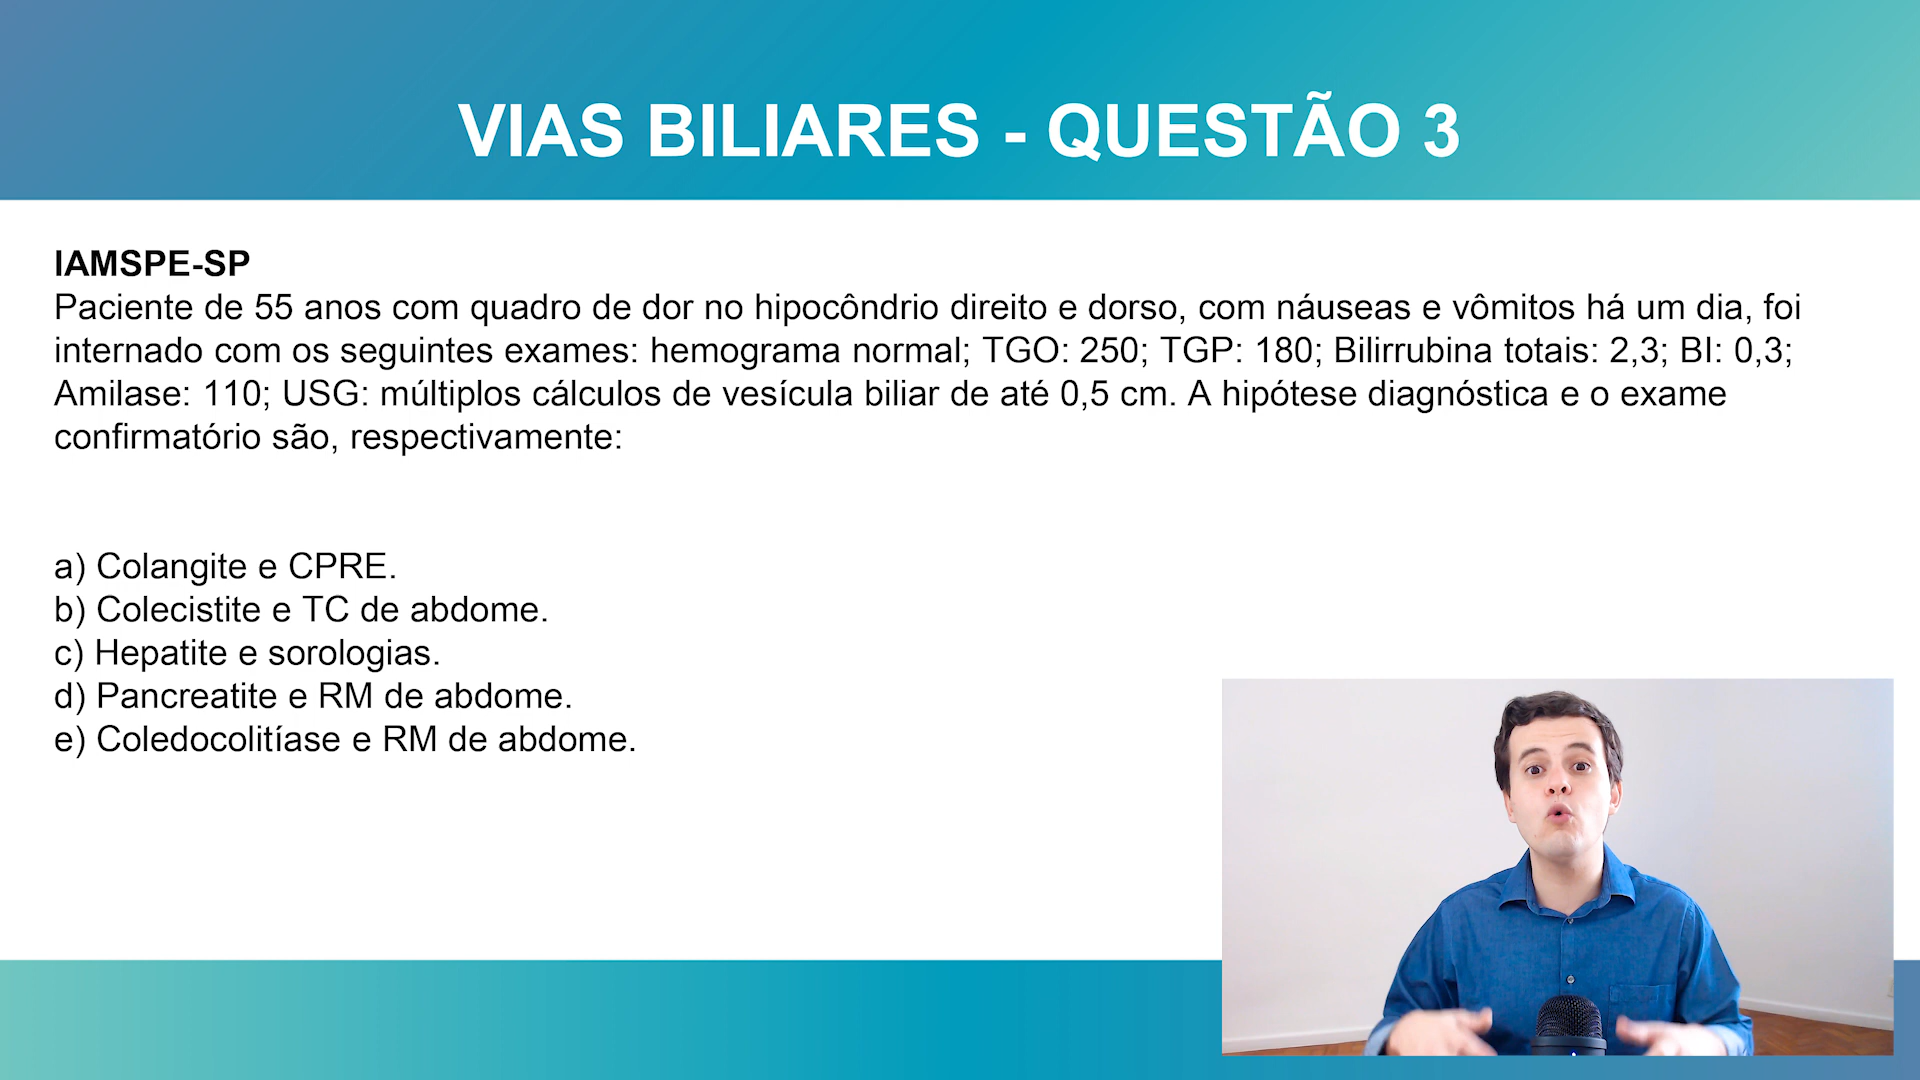 VIAS BILIARES - QUESTÃO 3
IAMSPE-SP
Paciente de 55 anos com quadro de dor no hipocôndrio direito e dorso, com náuseas e vômitos há um dia, foi
internado com os seguintes exames: hemograma normal; TGO: 250; TGP: 180; Bilirrubina totais: 2,3; BI: 0,3;
Amilase: 110; USG: múltiplos cálculos de vesícula biliar de até 0,5 cm. A hipótese diagnóstica e o exame
confirmatório são, respectivamente:
a) Colangite e CPRE.
b) Colecistite e TC de abdome.
c) Hepatite e sorologias.
d) Pancreatite e RM de abdome.
e) Coledocolitíase e RM de abdome.